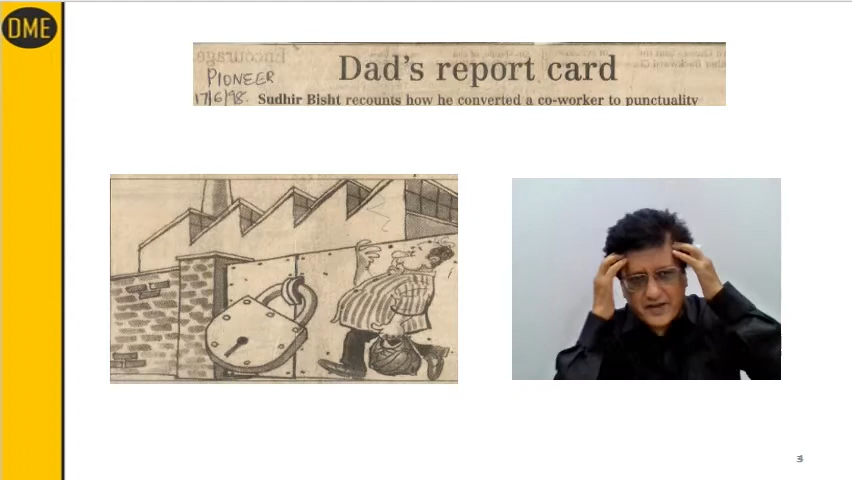 DME
Dad's report card
PIONEER
17/6/98. Sudhir Bisht recounts how he converted a co-worker to punctuality